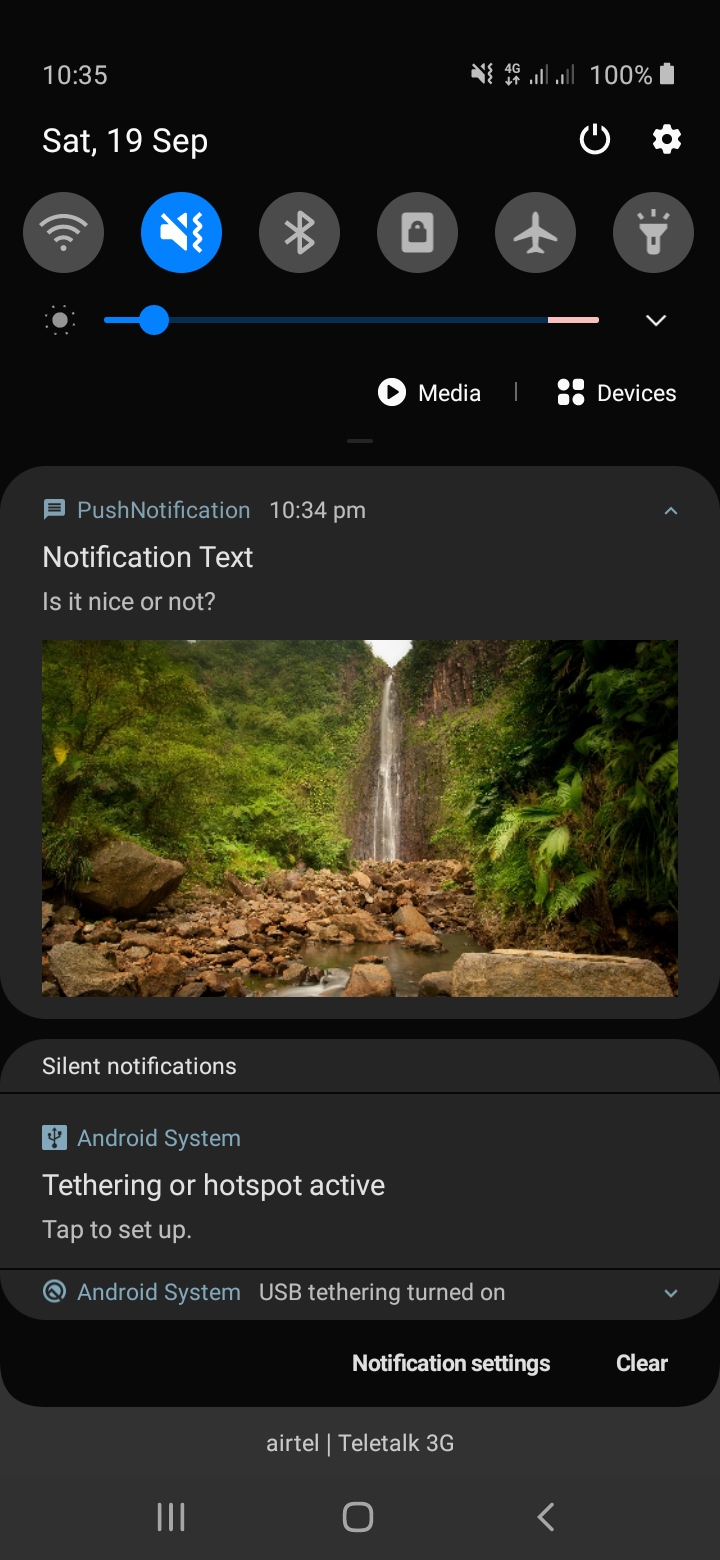 10:35 4G 100%
Sat, 19 Sep
Media | Devices
PushNotification 10:34 pm
Notification Text
Is it nice or not?
Silent notifications
Android System
Tethering or hotspot active
Tap to set up.
Android System USB tethering turned on
Notification settings Clear
airtel | Teletalk 3G